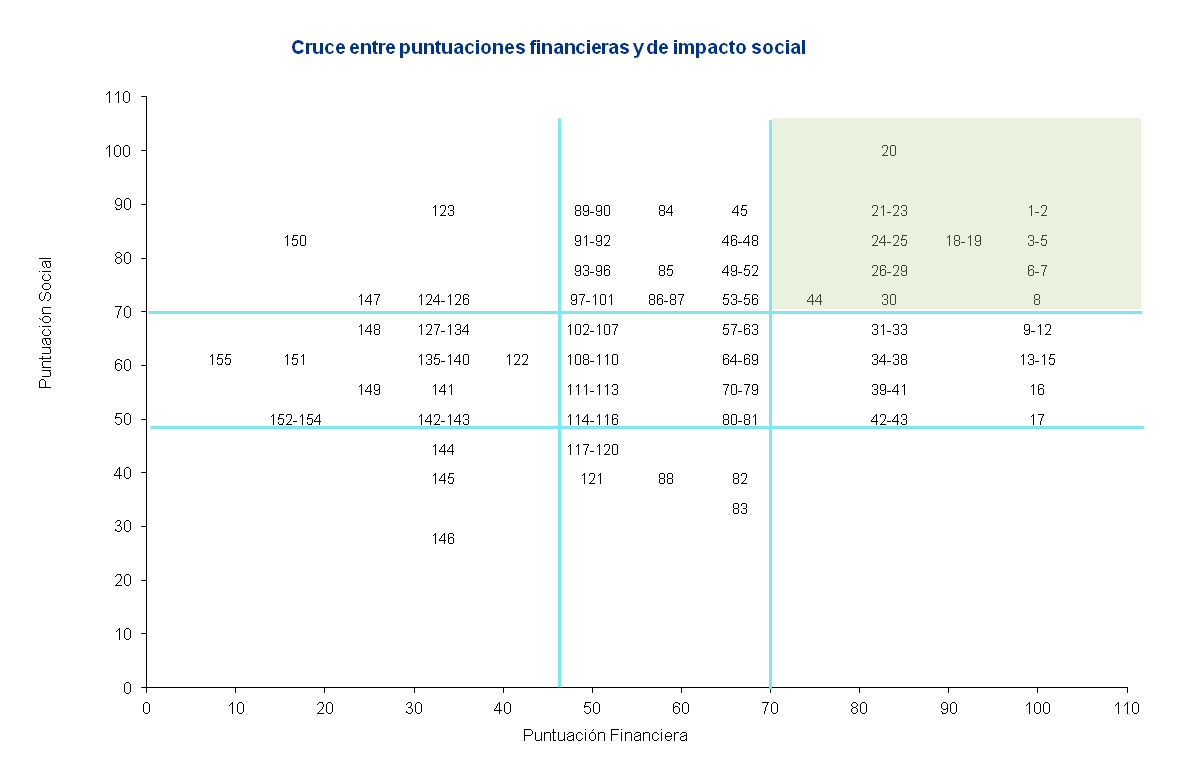 Cruce entre puntuaciones financieras y de impacto social
110
100
20
90
123 89-90 84 45 21-23 1-2
150 91-92 46-48 24-25 18-19 3-5
80
93-96 85 49-52 26-29 6-7
147 124-126 97-101 86-87 53-56 44 30 8
70
148 127-134 102-107 57-63 31-33 9-12
60
155 151 135-140 122 108-110 64-69 34-38 13-15
149 141 111-113 70-79 39-41 16
50
152-154 142-143 114-116 80-81 42-43 17
144 117-120
40
145 121 88 82
83
30
146
20
10
0
0 10 20 30 40 50 60 70 80 90 100 110
Puntuación Social
Puntuación Financiera